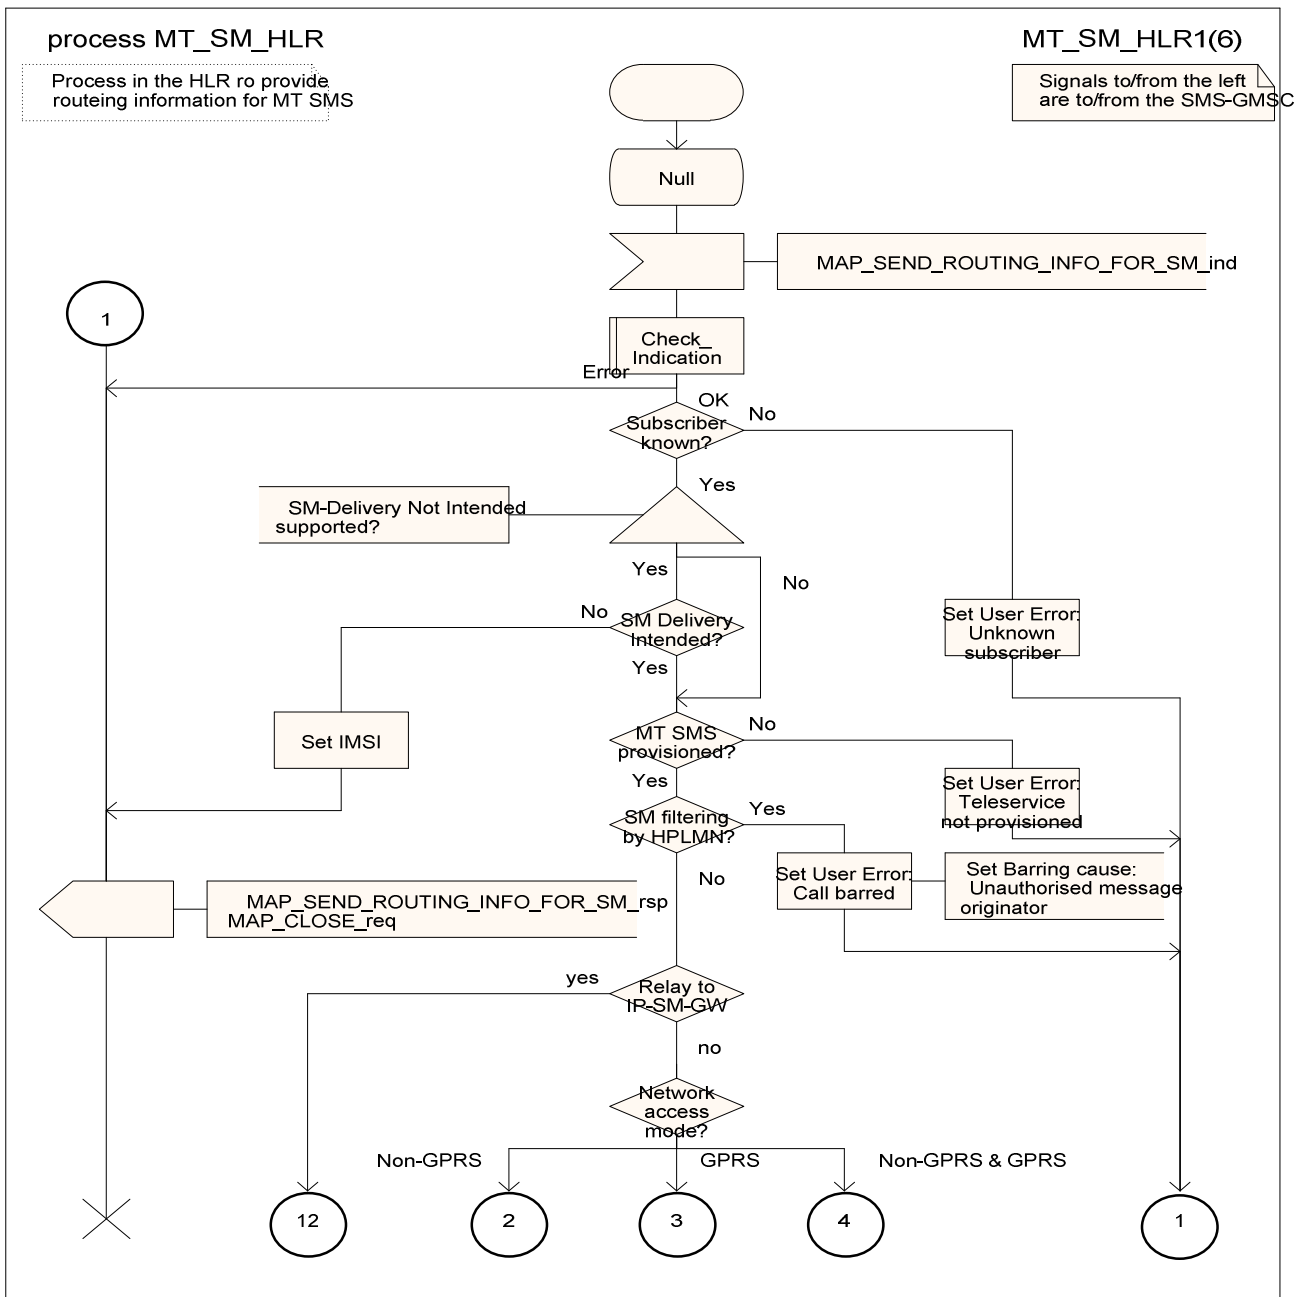 process MT_SM_HLR
MT_SM_HLR1(6)
Process in the HLR ro provide
routeing information for MT SMS
Signals to/from the left
are to/from the SMS-GMSC
Null
MAP_SEND_ROUTING_INFO_FOR_SM_ind
1
Check_
Indication
Error
OK
No
Subscriber
known?
Yes
SM-Delivery Not Intended
supported?
Yes
No
No
SM Delivery
Intended?
Yes
Set User Error:
Unknown
subscriber
Set IMSI
MT SMS
provisioned?
No
Yes
Set User Error:
Teleservice
not provisioned
SM filtering
by HPLMN?
Yes
No
Set User Error:
Call barred
Set Barring cause:
Unauthorised message
originator
MAP_SEND_ROUTING_INFO_FOR_SM_rsp
MAP_CLOSE_req
yes
Relay to
IP-SM-GW
no
Network
access
mode?
Non-GPRS
GPRS
Non-GPRS & GPRS
12
2
3
4
1